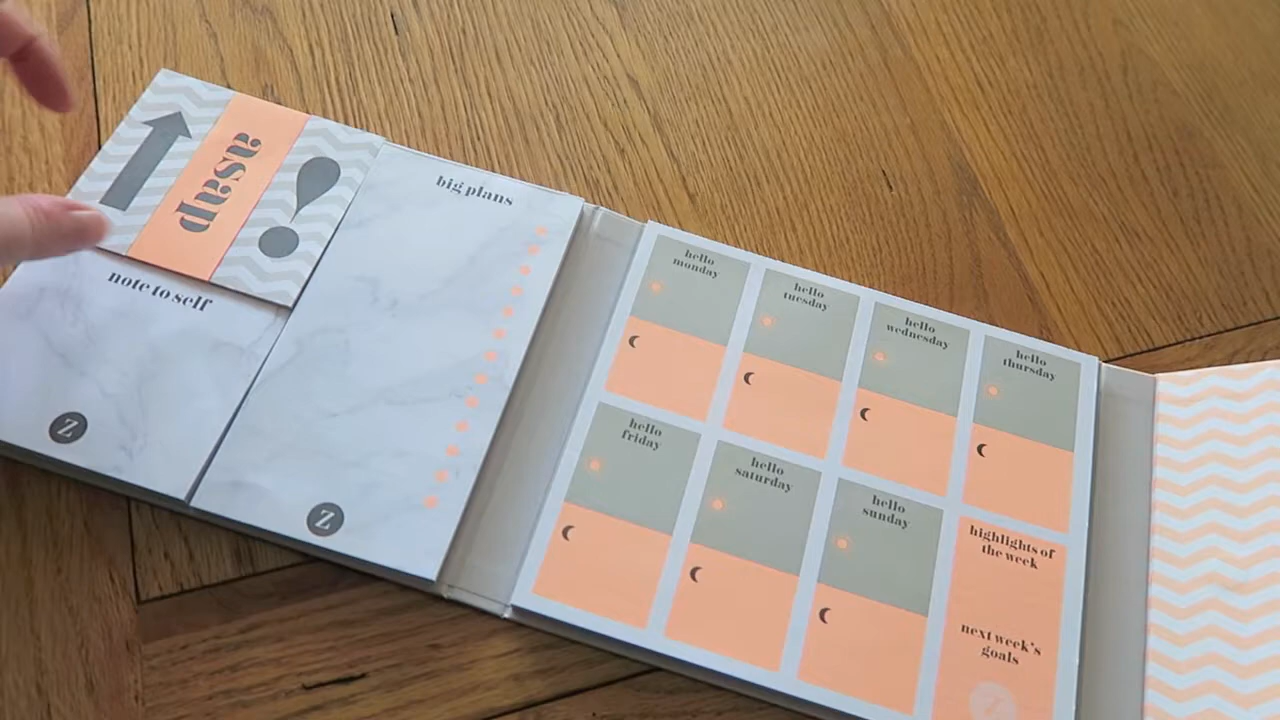 asap
!
note to self
Z
big plans
Z
hello
monday
hello
tuesday
hello
wednesday
hello
thursday
hello
friday
hello
saturday
hello
sunday
highlights of
the week
next week's
goals
Z